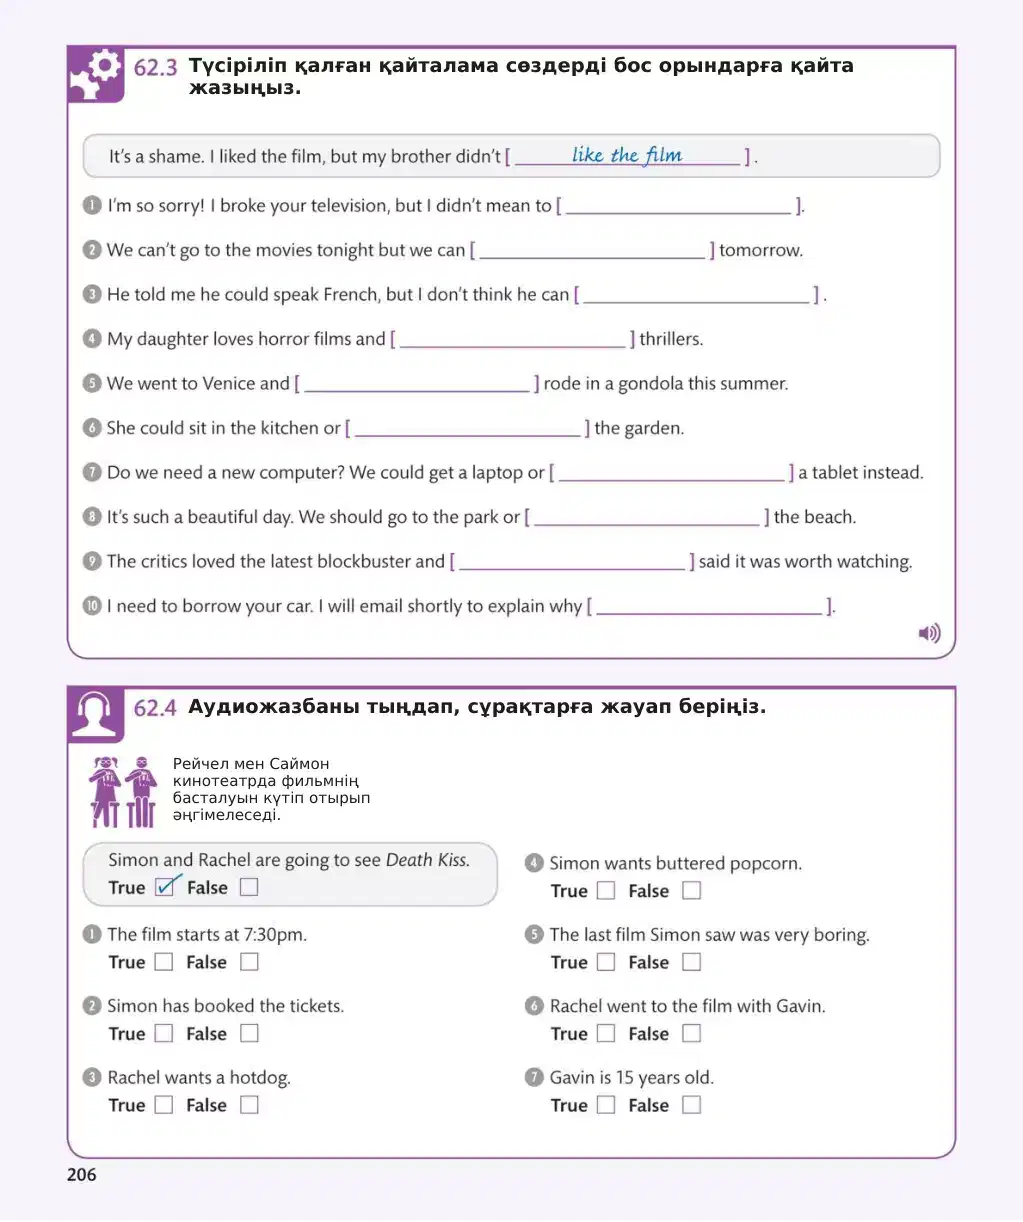 62.3 Түсіріліп қалған қайталама сөздерді бос орындарға қайта
жазыңыз.
It's a shame. I liked the film, but my brother didn't [ like the film ] .
1 I'm so sorry! I broke your television, but I didn't mean to [ ].
2 We can't go to the movies tonight but we can [ ] tomorrow.
3 He told me he could speak French, but I don't think he can [ ] .
4 My daughter loves horror films and [ ] thrillers.
5 We went to Venice and [ ] rode in a gondola this summer.
6 She could sit in the kitchen or [ ] the garden.
7 Do we need a new computer? We could get a laptop or [ ] a tablet instead.
8 It's such a beautiful day. We should go to the park or [ ] the beach.
9 The critics loved the latest blockbuster and [ ] said it was worth watching.
10 I need to borrow your car. I will email shortly to explain why [ ].
62.4 Аудиожазбаны тыңдап, сұрақтарға жауап беріңіз.
Рейчел мен Саймон
кинотеатрда фильмнің
басталуын күтіп отырып
әңгімелеседі.
Simon and Rachel are going to see Death Kiss.
True False
1 The film starts at 7:30pm.
True False
2 Simon has booked the tickets.
True False
3 Rachel wants a hotdog.
True False
4 Simon wants buttered popcorn.
True False
5 The last film Simon saw was very boring.
True False
6 Rachel went to the film with Gavin.
True False
7 Gavin is 15 years old.
True False
206